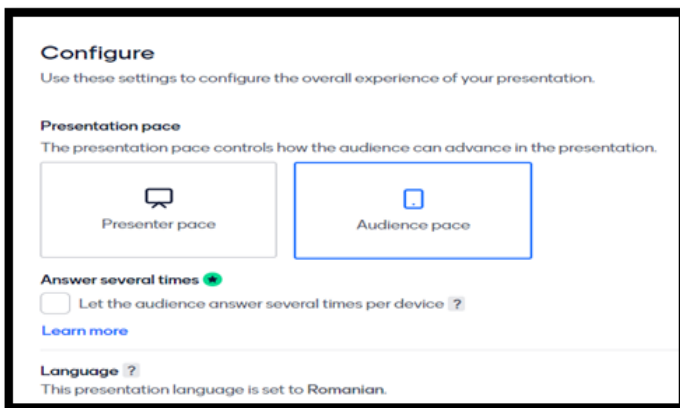 Configure
Use these settings to configure the overall experience of your presentation.
Presentation pace
The presentation pace controls how the audience can advance in the presentation.
Presenter pace
Audience pace
Answer several times
Let the audience answer several times per device ?
Learn more
Language ?
This presentation language is set to Romanian.